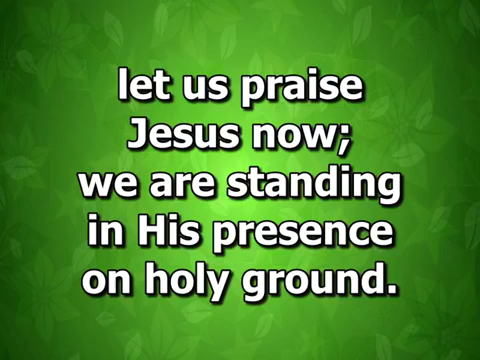 let us praise
Jesus now;
we are standing
in His presence
on holy ground.